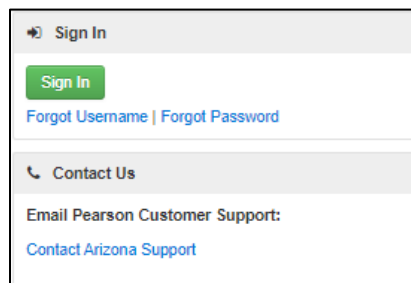 Sign In
Sign In
Forgot Username | Forgot Password
Contact Us
Email Pearson Customer Support:
Contact Arizona Support